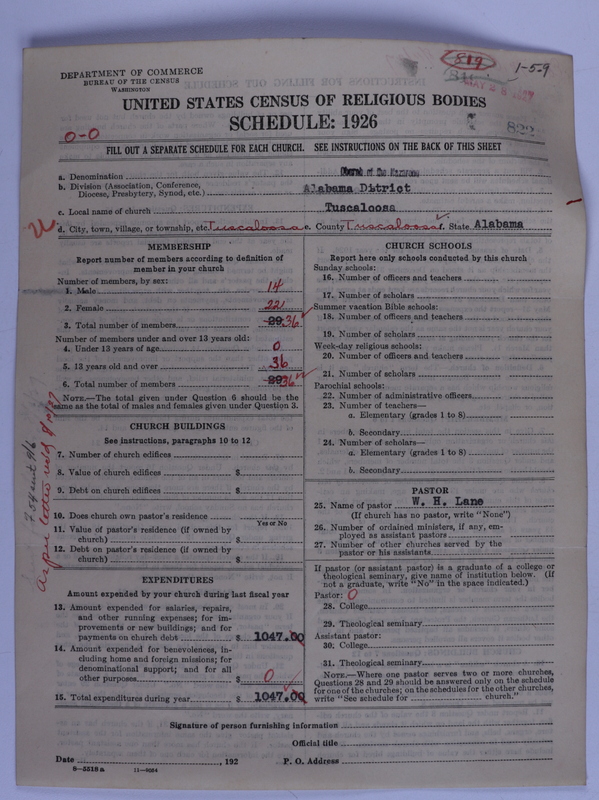 DEPARTMENT OF COMMERCE
BUREAU OF THE CENSUS
WASHINGTON
819
1-59
822
UNITED STATES CENSUS OF RELIGIOUS BODIES
SCHEDULE: 1926
0-0
FILL OUT A SEPARATE SCHEDULE FOR EACH CHURCH. SEE INSTRUCTIONS ON THE BACK OF THIS SHEET
a. Denomination Church of the Nazarene
b. Division (Association, Conference,
Diocese, Presbytery, Synod, etc.) Alabama District
c. Local name of church Tuscaloosa
d. City, town, village, or township, etc. Tuscaloosa e. County Tuscaloosa f. State Alabama
MEMBERSHIP
Report number of members according to definition of
member in your church
Number of members, by sex:
1. Male 14
2. Female 22
3. Total number of members 29 36
Number of members under and over 13 years old:
4. Under 13 years of age 0
5. 13 years old and over 36
6. Total number of members 29 36
NOTE.—The total given under Question 6 should be the
same as the total of males and females given under Question 3.
CHURCH BUILDINGS
See instructions, paragraphs 10 to 12
7. Number of church edifices
8. Value of church edifices $
9. Debt on church edifices $
10. Does church own pastor's residence
Yes or No
11. Value of pastor's residence (if owned by
church) $
12. Debt on pastor's residence (if owned by
church) $
EXPENDITURES
Amount expended by your church during last fiscal year
13. Amount expended for salaries, repairs,
and other running expenses; for im-
provements or new buildings; and for
payments on church debt $ 1047.00
14. Amount expended for benevolences, in-
cluding home and foreign missions; for
denominational support; and for all
other purposes $ 0
15. Total expenditures during year $ 1047.00
CHURCH SCHOOLS
Report here only schools conducted by this church
Sunday schools:
16. Number of officers and teachers
17. Number of scholars
Summer vacation Bible schools:
18. Number of officers and teachers
19. Number of scholars
Week-day religious schools:
20. Number of officers and teachers
21. Number of scholars
Parochial schools:
22. Number of administrative officers
23. Number of teachers—
a. Elementary (grades 1 to 8)
b. Secondary
24. Number of scholars—
a. Elementary (grades 1 to 8)
b. Secondary
PASTOR
25. Name of pastor W. H. Lane
(If church has no pastor, write "None")
26. Number of ordained ministers, if any, em-
ployed as assistant pastors
27. Number of other churches served by the
pastor or his assistants
If pastor (or assistant pastor) is a graduate of a college or
theological seminary, give name of institution below. (If
not a graduate, write "No" in the space indicated.)
Pastor: 0
28. College
29. Theological seminary
Assistant pastor:
30. College
31. Theological seminary
NOTE.—Where one pastor serves two or more churches,
Questions 28 and 29 should be answered only on the schedule
for one of the churches; on the schedules for the other churches,
write "See schedule for church."
Signature of person furnishing information
Official title
Date , 192 P. O. Address
8-5518a 11-9564